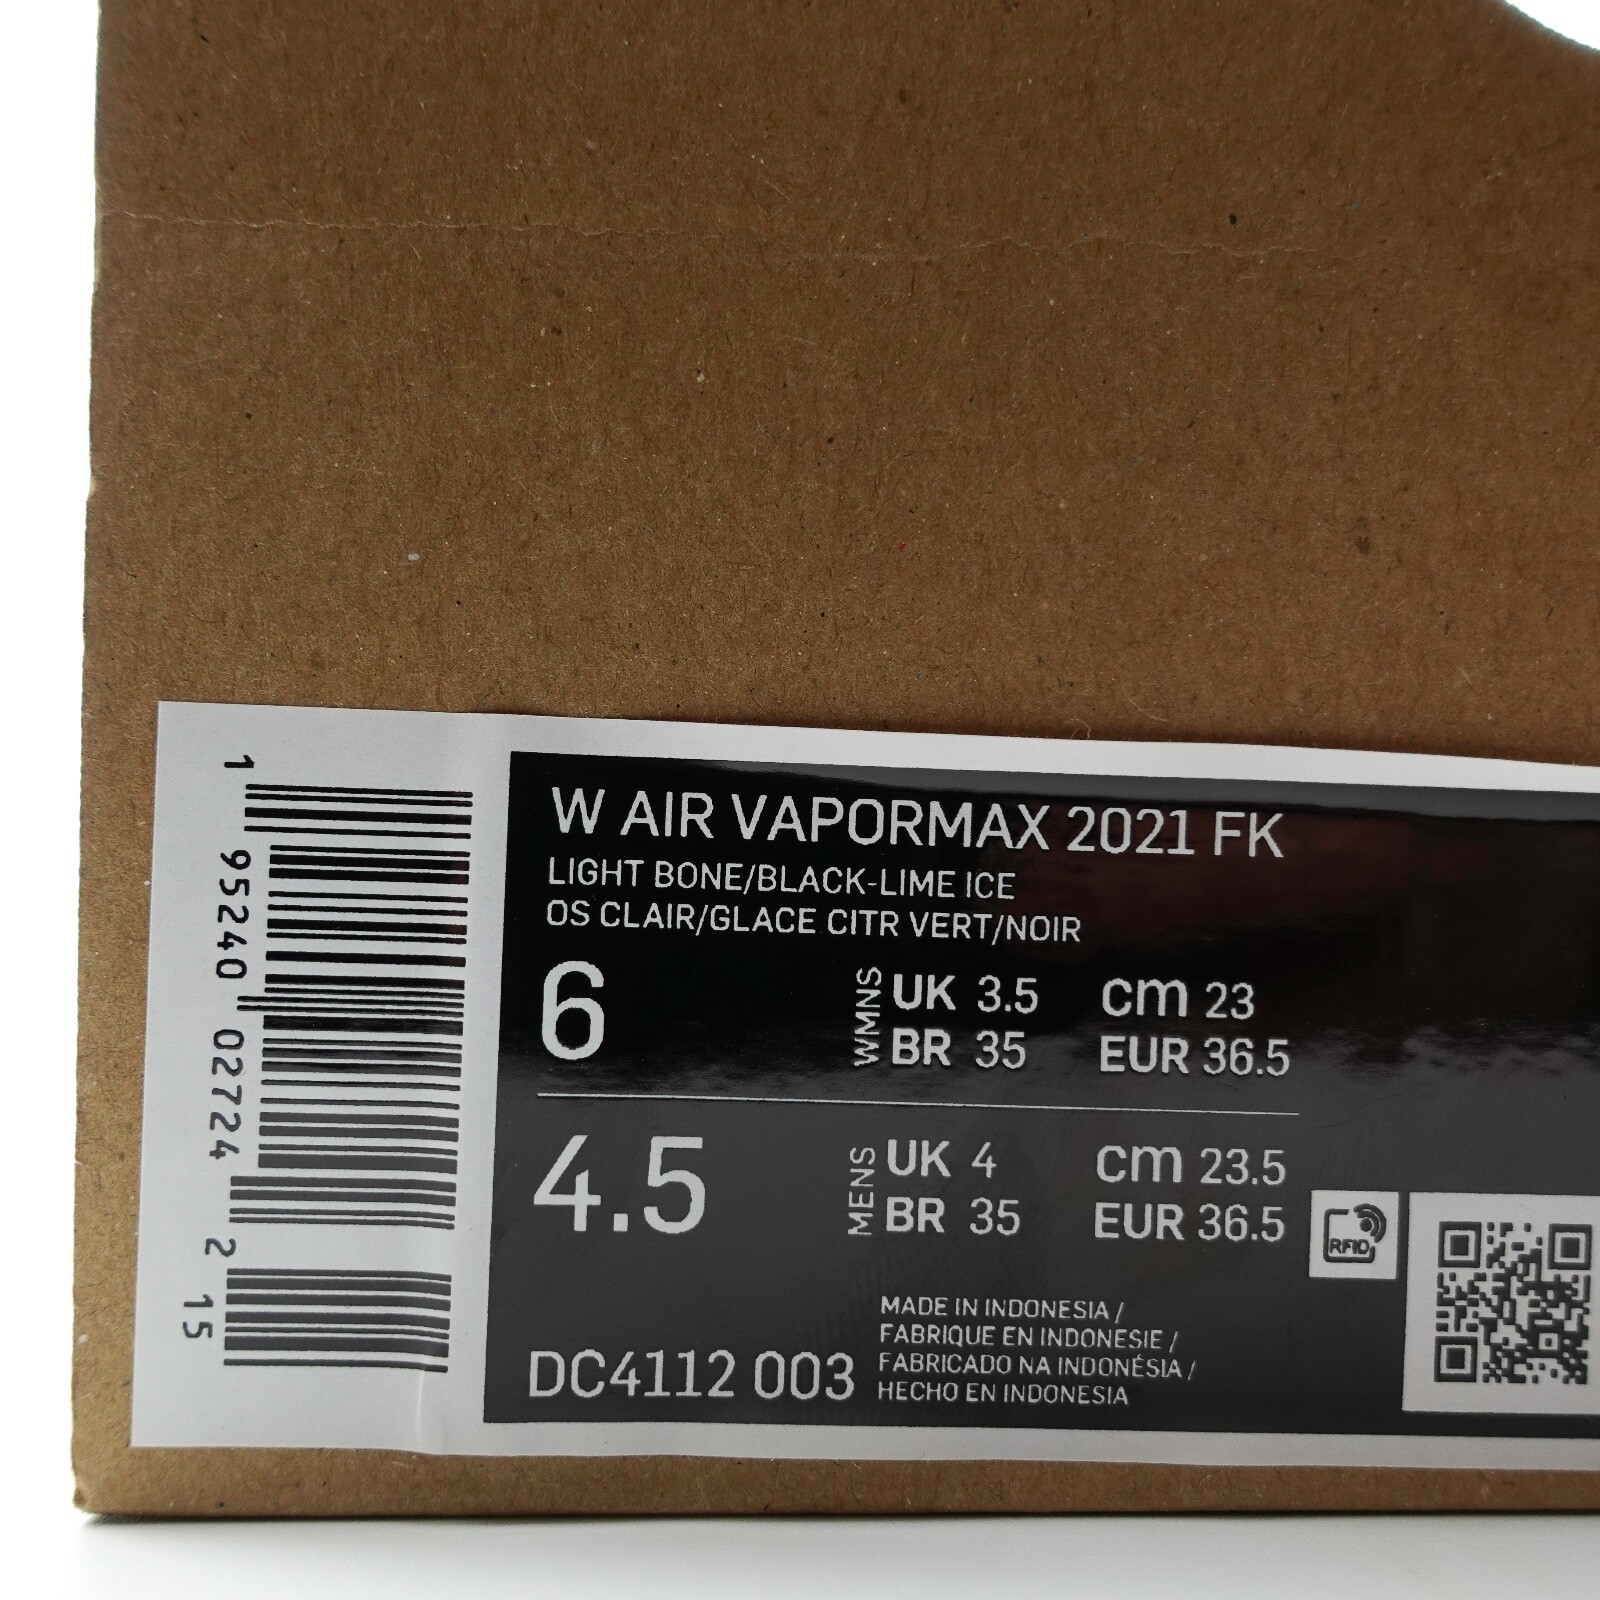 W AIR VAPORMAX 2021 FK
LIGHT BONE/BLACK-LIME ICE
OS CLAIR/GLACE CITR VERT/NOIR
6
WMNS
UK 3.5 cm 23
BR 35 EUR 36.5
4.5
MENS
UK 4 cm 23.5
BR 35 EUR 36.5
RFID
MADE IN INDONESIA /
FABRIQUE EN INDONESIE /
FABRICADO NA INDONÉSIA /
HECHO EN INDONESIA
DC4112 003
1 95240 02724 2 15